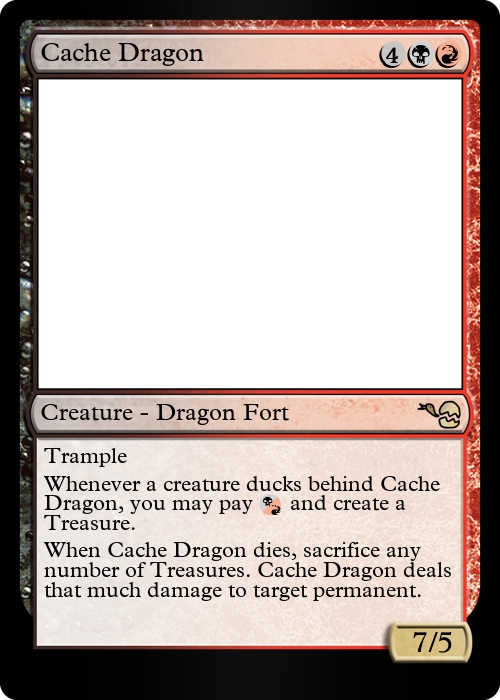 Cache Dragon 4
Creature - Dragon Fort
Trample
Whenever a creature ducks behind Cache
Dragon, you may pay and create a
Treasure.
When Cache Dragon dies, sacrifice any
number of Treasures. Cache Dragon deals
that much damage to target permanent.
7/5